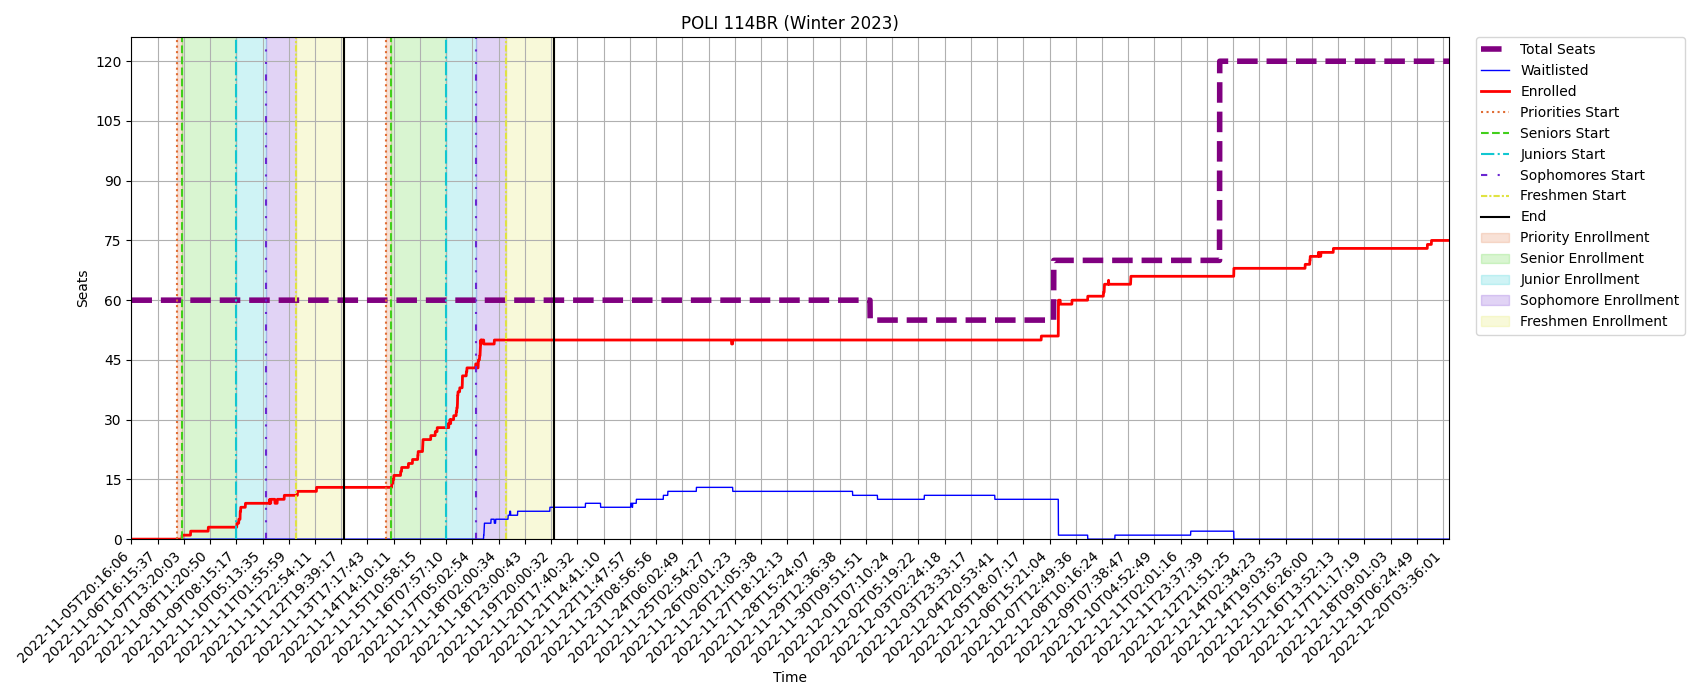 POLI 114BR (Winter 2023)
Seats
120
105
90
75
60
45
30
15
0
2022-11-05T20:16:06
2022-11-06T16:15:37
2022-11-07T13:20:03
2022-11-08T11:20:50
2022-11-09T08:15:17
2022-11-10T05:13:35
2022-11-11T01:55:59
2022-11-11T22:54:11
2022-11-12T19:39:17
2022-11-13T17:17:43
2022-11-14T14:10:11
2022-11-15T10:58:15
2022-11-16T07:57:10
2022-11-17T05:02:54
2022-11-18T02:00:34
2022-11-18T23:00:43
2022-11-19T20:00:32
2022-11-20T17:40:32
2022-11-21T14:41:10
2022-11-22T11:47:57
2022-11-23T08:56:56
2022-11-24T06:02:49
2022-11-25T02:54:27
2022-11-26T00:01:23
2022-11-26T21:05:38
2022-11-27T18:12:13
2022-11-28T15:24:07
2022-11-29T12:36:38
2022-11-30T09:51:51
2022-12-01T07:10:24
2022-12-02T05:19:22
2022-12-03T02:24:18
2022-12-03T23:33:17
2022-12-04T20:53:41
2022-12-05T18:07:17
2022-12-06T15:21:04
2022-12-07T12:49:36
2022-12-08T10:16:24
2022-12-09T07:38:47
2022-12-10T04:52:49
2022-12-11T02:01:16
2022-12-11T23:37:39
2022-12-12T21:51:25
2022-12-14T02:34:23
2022-12-14T19:03:53
2022-12-15T16:26:00
2022-12-16T13:52:13
2022-12-17T11:17:19
2022-12-18T09:01:03
2022-12-19T06:24:49
2022-12-20T03:36:01
Time
Total Seats
Waitlisted
Enrolled
Priorities Start
Seniors Start
Juniors Start
Sophomores Start
Freshmen Start
End
Priority Enrollment
Senior Enrollment
Junior Enrollment
Sophomore Enrollment
Freshmen Enrollment